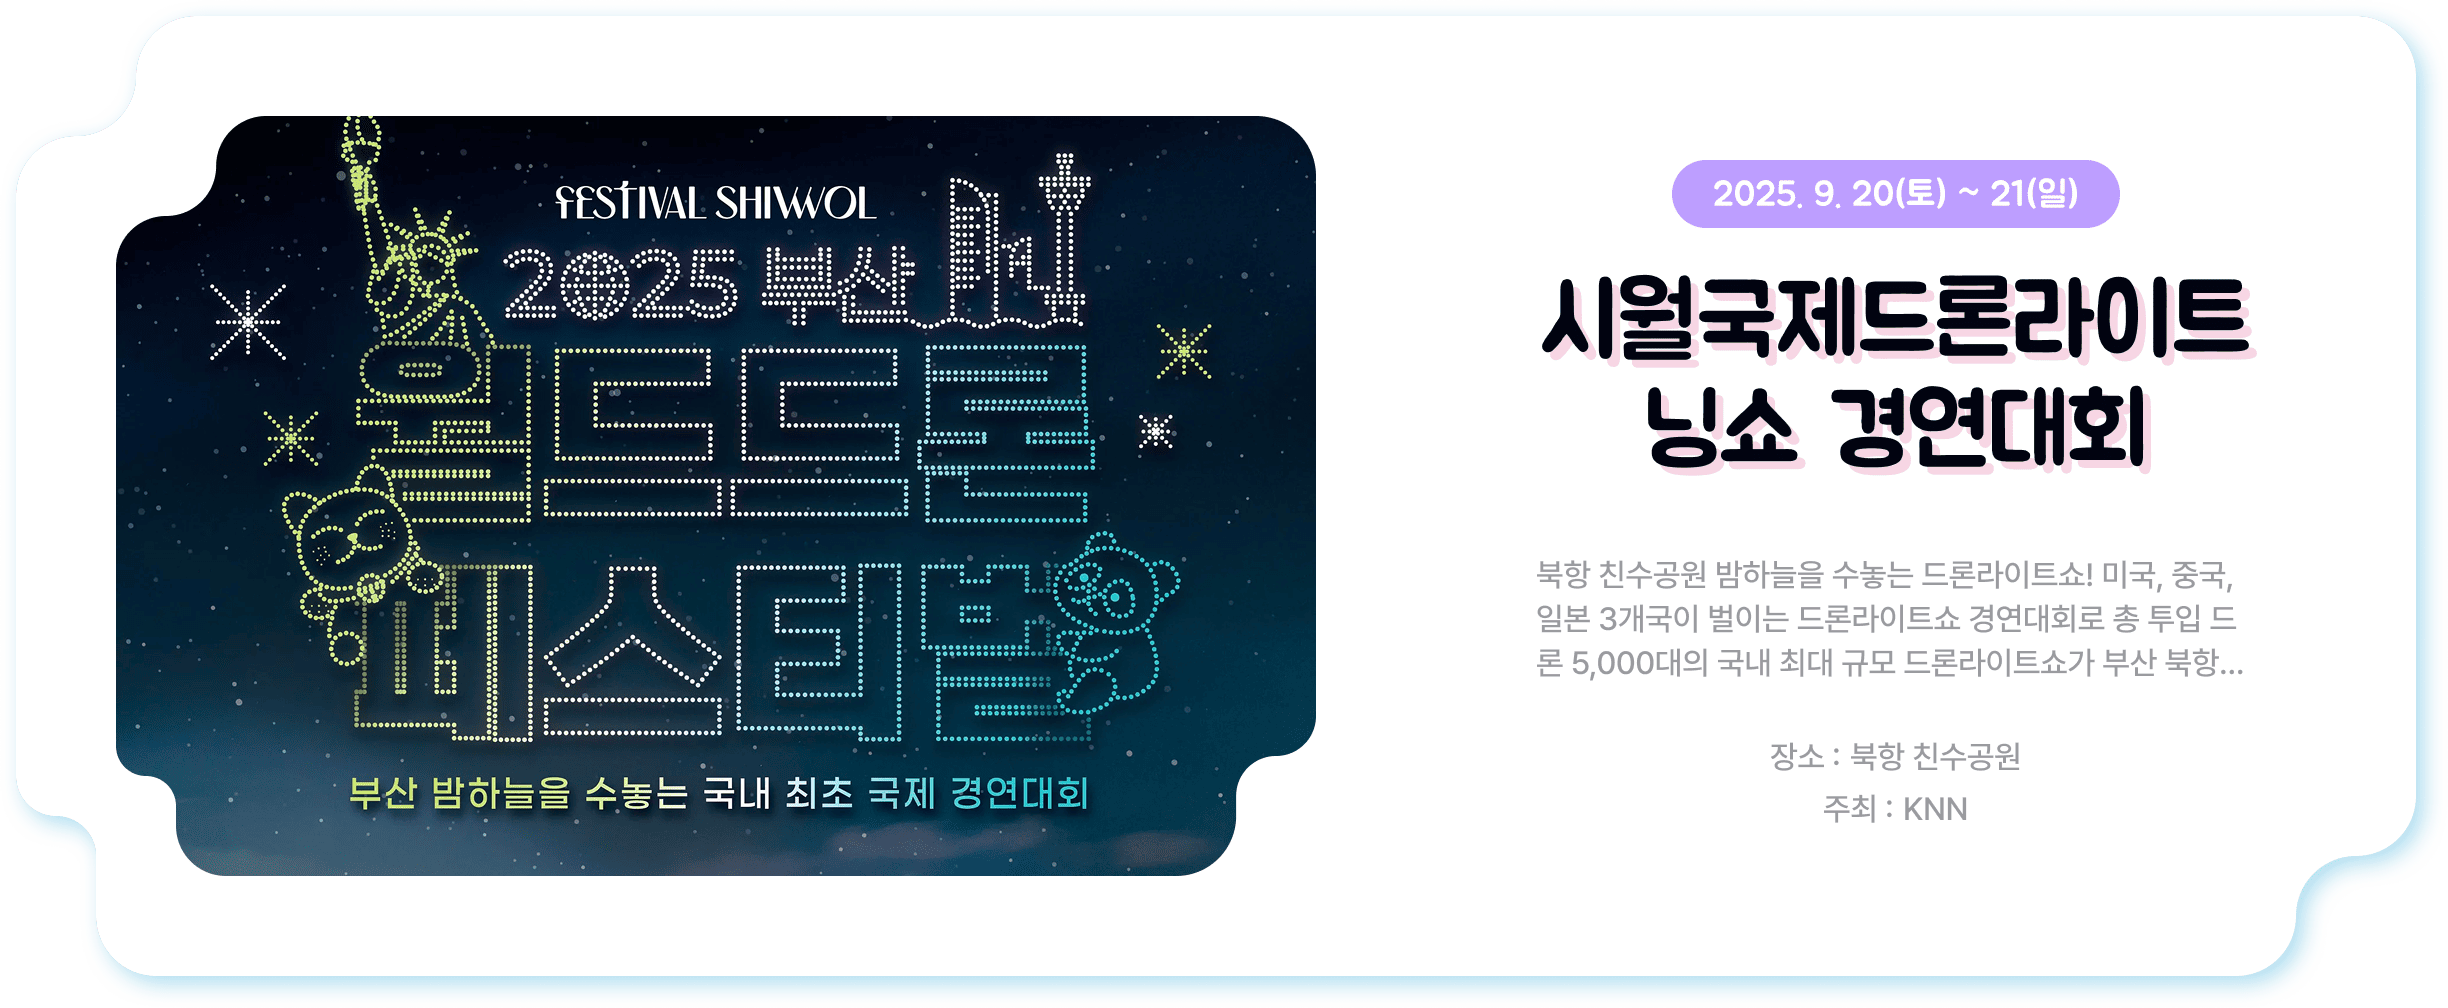 FESTIVAL SHIWWOL
2025 부산
월드드론
페스티벌
부산 밤하늘을 수놓는 국내 최초 국제 경연대회
2025. 9. 20(토) ~ 21(일)
시월국제드론라이트
닝쇼 경연대회
북항 친수공원 밤하늘을 수놓는 드론라이트쇼! 미국, 중국,
일본 3개국이 벌이는 드론라이트쇼 경연대회로 총 투입 드
론 5,000대의 국내 최대 규모 드론라이트쇼가 부산 북항...
장소 : 북항 친수공원
주최 : KNN